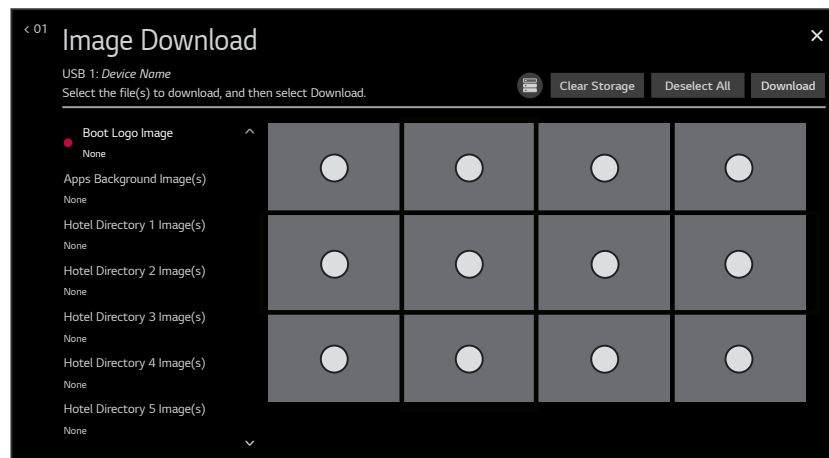 < 01
Image Download
USB 1: Device Name
Select the file(s) to download, and then select Download.
Clear Storage
Deselect All
Download
Boot Logo Image
None
Apps Background Image(s)
None
Hotel Directory 1 Image(s)
None
Hotel Directory 2 Image(s)
None
Hotel Directory 3 Image(s)
None
Hotel Directory 4 Image(s)
None
Hotel Directory 5 Image(s)
None